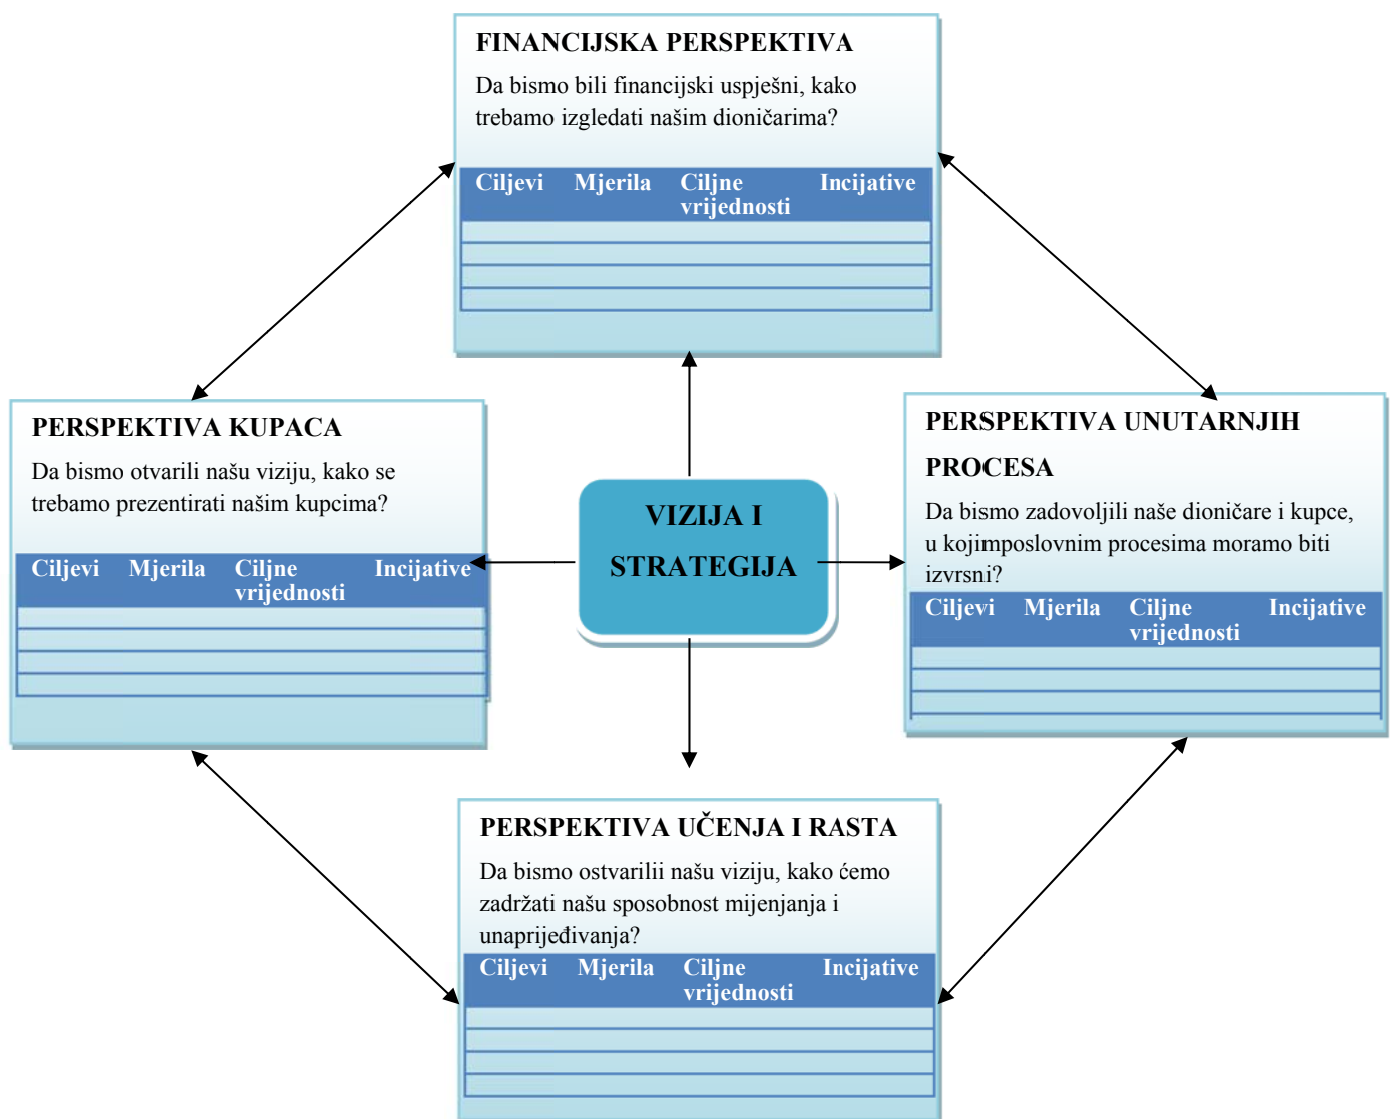 FINANCIJSKA PERSPEKTIVA
Da bismo bili financijski uspješni, kako
trebamo izgledati našim dioničarima?
Ciljevi Mjerila Ciljne Incijative
vrijednosti
PERSPEKTIVA KUPACA
Da bismo otvarili našu viziju, kako se
trebamo prezentirati našim kupcima?
Ciljevi Mjerila Ciljne Incijative
vrijednosti
VIZIJA I
STRATEGIJA
PERSPEKTIVA UNUTARNJIH
PROCESA
Da bismo zadovoljili naše dioničare i kupce,
u kojimposlovnim procesima moramo biti
izvrsni?
Ciljevi Mjerila Ciljne Incijative
vrijednosti
PERSPEKTIVA UČENJA I RASTA
Da bismo ostvarilii našu viziju, kako ćemo
zadržati našu sposobnost mijenjanja i
unaprijeđivanja?
Ciljevi Mjerila Ciljne Incijative
vrijednosti